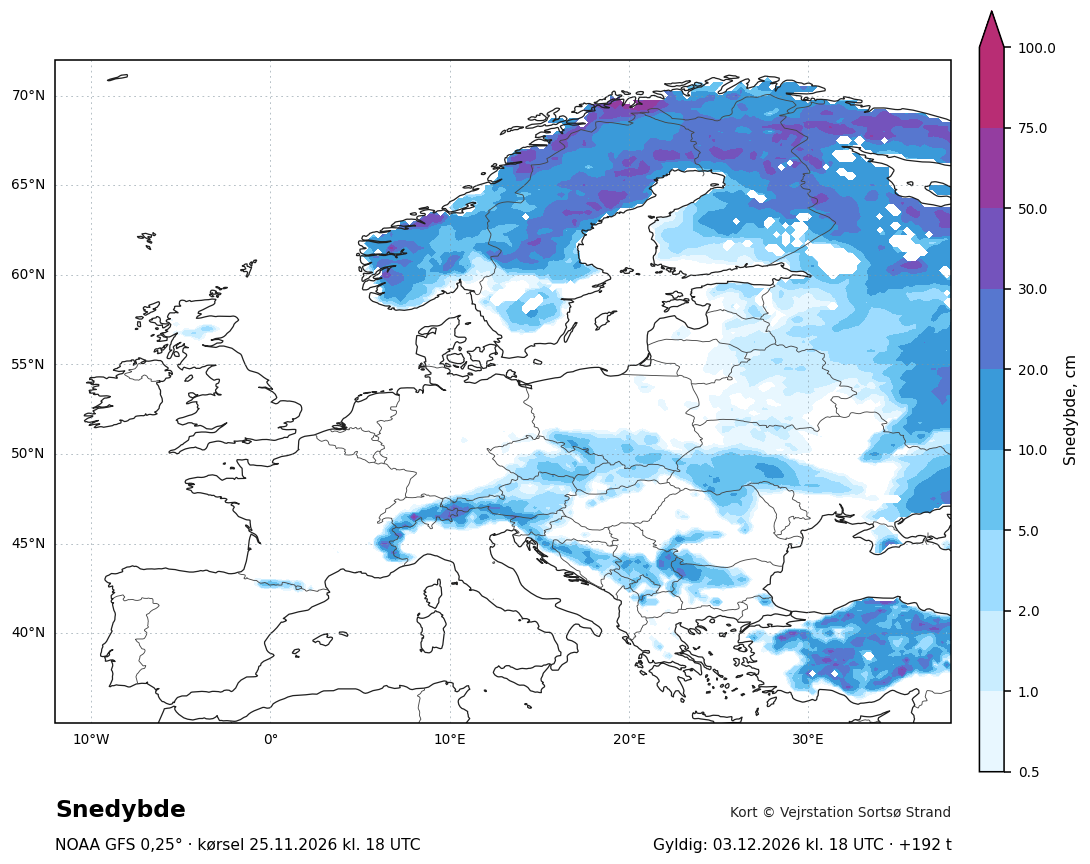 100.0
75.0
50.0
30.0
20.0
10.0
5.0
2.0
1.0
0.5
Snedybde, cm
70°N
65°N
60°N
55°N
50°N
45°N
40°N
10°W
0°
10°E
20°E
30°E
Snedybde
Kort © Vejrstation Sortsø Strand
NOAA GFS 0,25° · kørsel 25.11.2026 kl. 18 UTC
Gyldig: 03.12.2026 kl. 18 UTC · +192 t